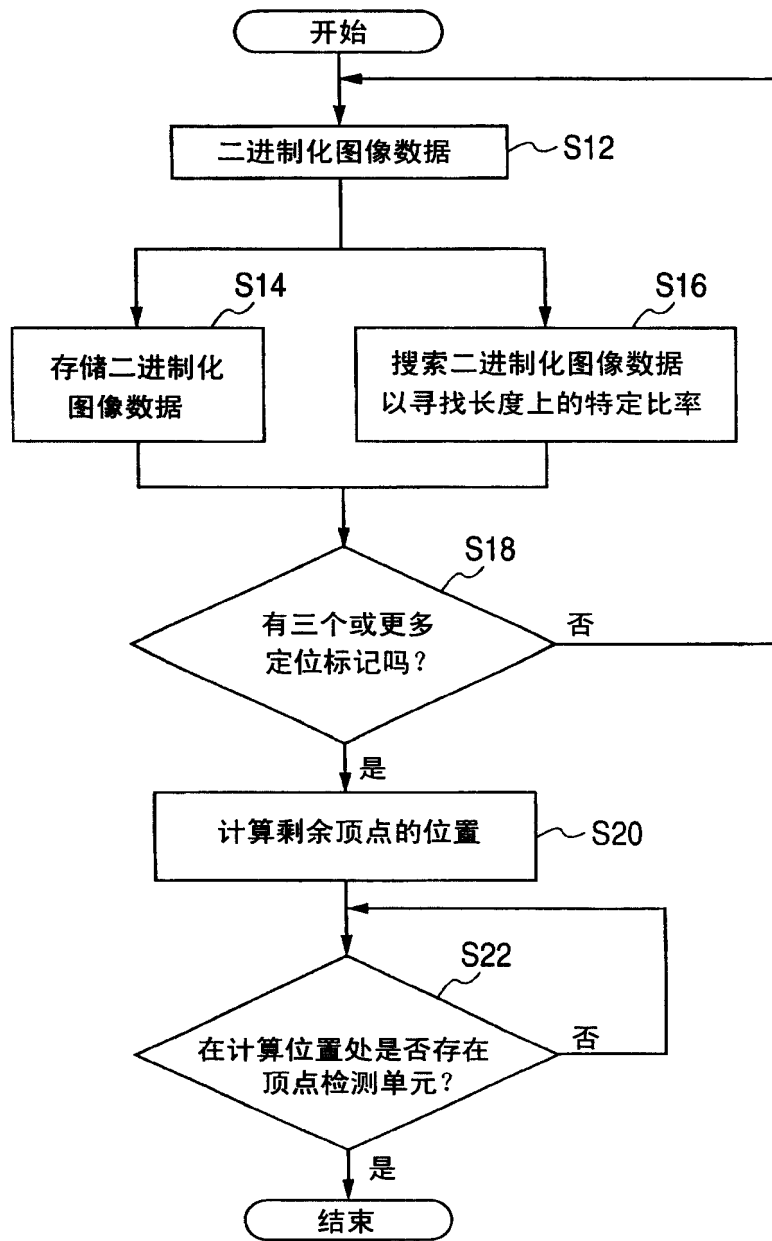 开始
二进制化图像数据
S12
S14
S16
存储二进制化
图像数据
搜索二进制化图像数据
以寻找长度上的特定比率
S18
有三个或更多
定位标记吗？
否
是
计算剩余顶点的位置
S20
S22
在计算位置处是否存在
顶点检测单元？
否
是
结束